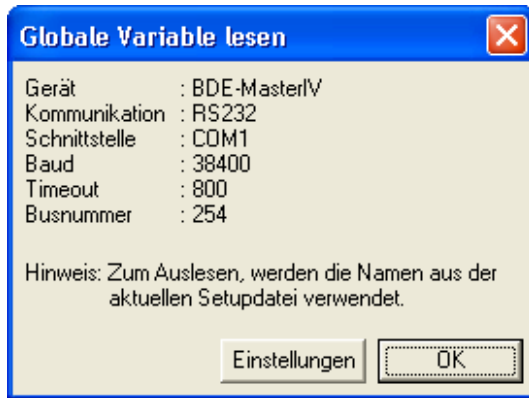 Globale Variable lesen
Gerät : BDE-MasterIV
Kommunikation : RS232
Schnittstelle : COM1
Baud : 38400
Timeout : 800
Busnummer : 254
Hinweis: Zum Auslesen, werden die Namen aus der
aktuellen Setupdatei verwendet.
Einstellungen OK